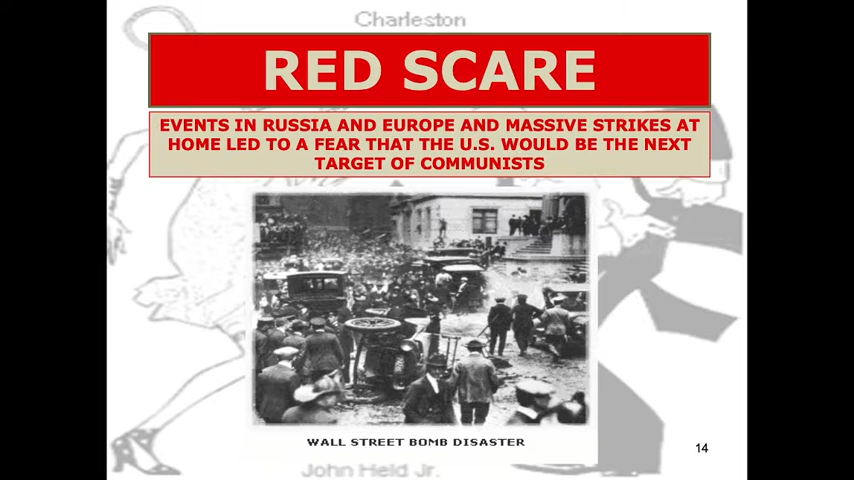 Charleston
RED SCARE
EVENTS IN RUSSIA AND EUROPE AND MASSIVE STRIKES AT
HOME LED TO A FEAR THAT THE U.S. WOULD BE THE NEXT
TARGET OF COMMUNISTS
WALL STREET BOMB DISASTER
14
John Held Jr.